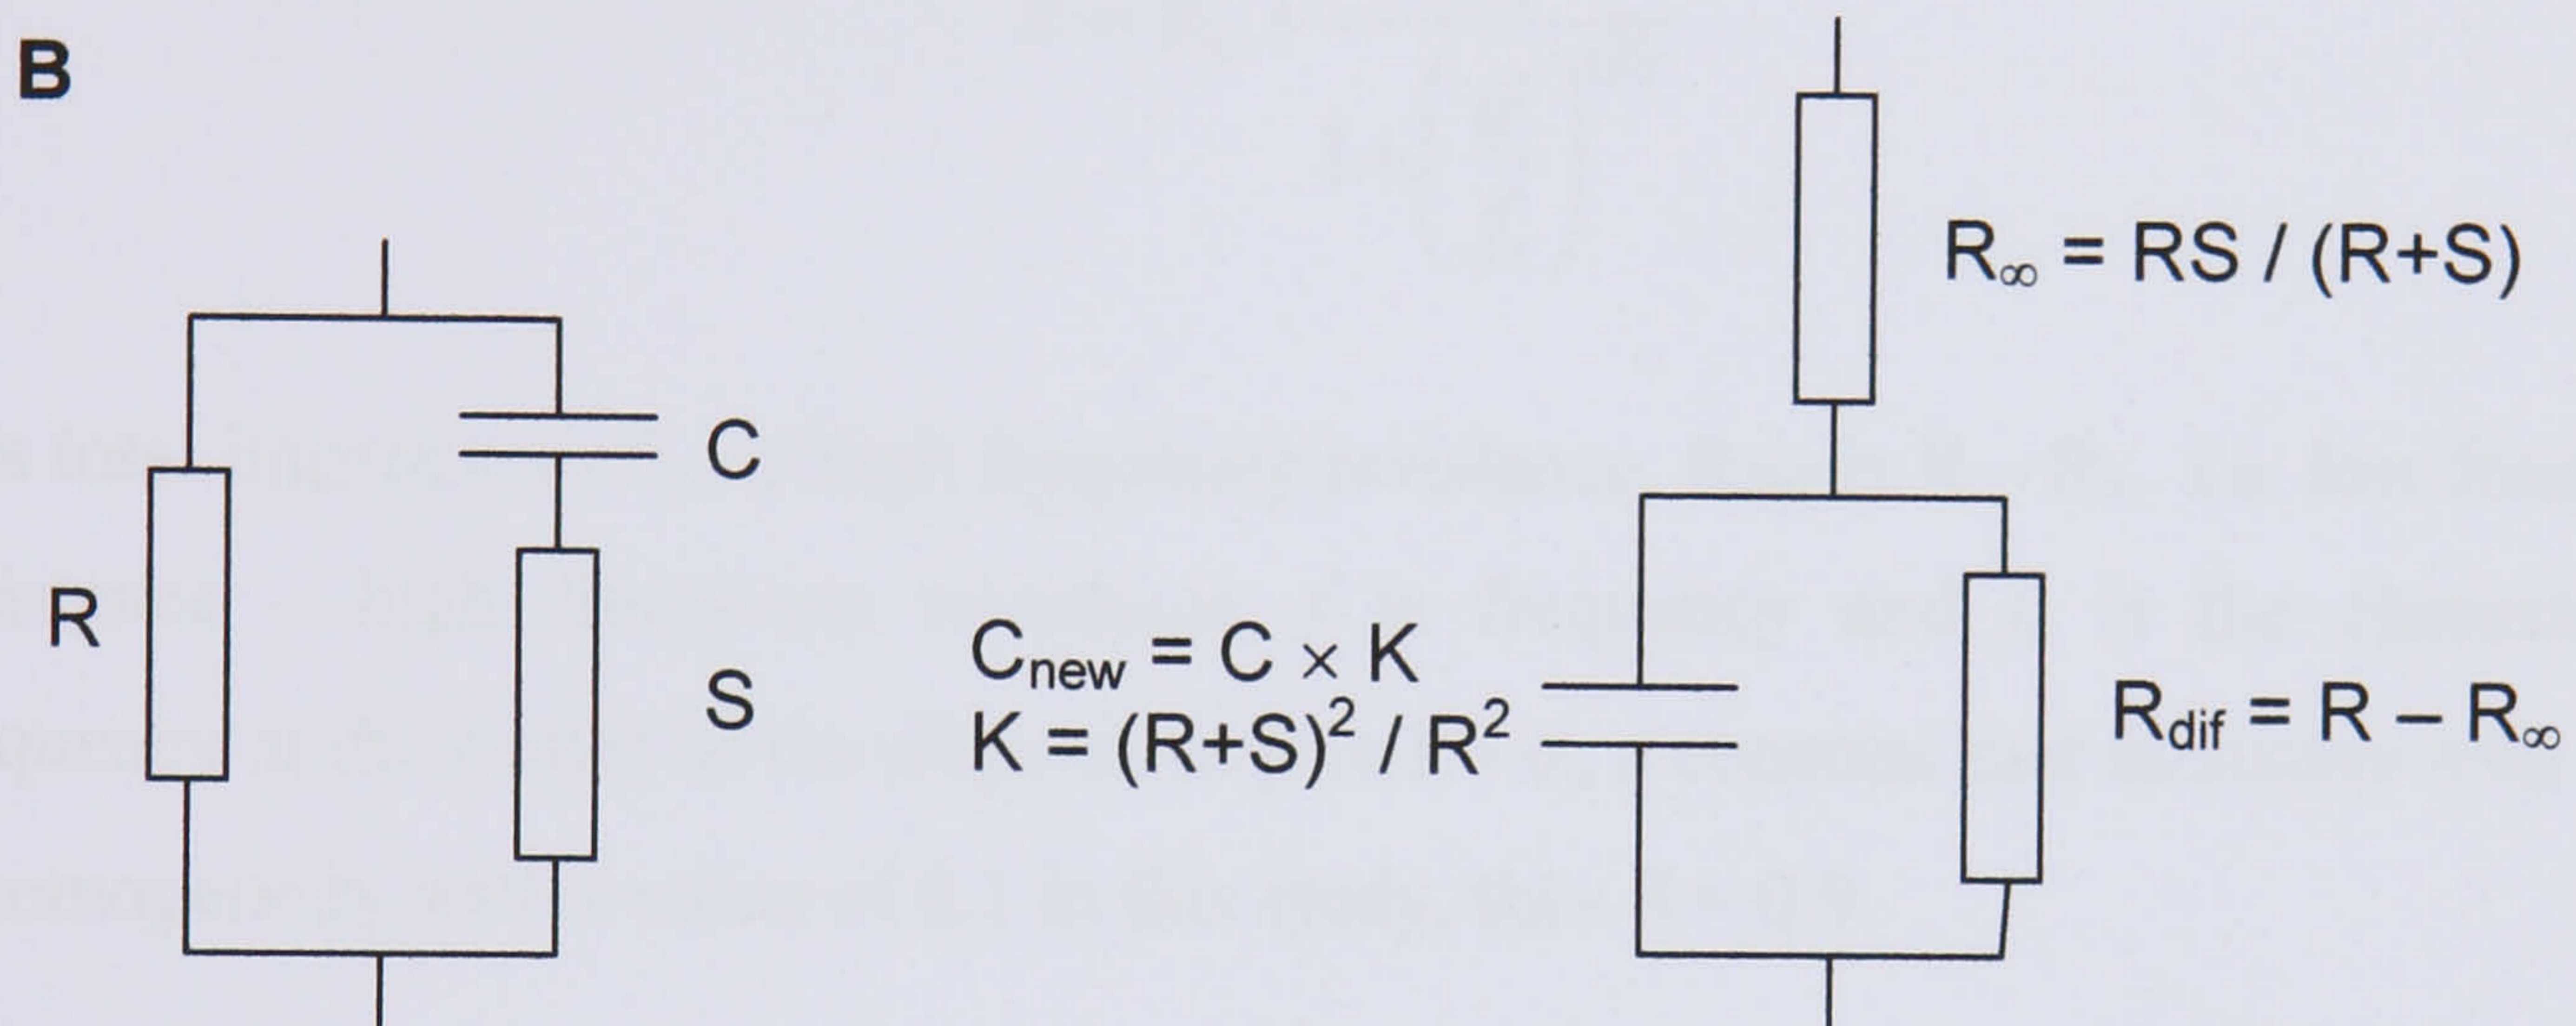 B
R
C
S
R∞ = RS / (R+S)
Cnew = C × K
K = (R+S)² / R²
Rdif = R – R∞